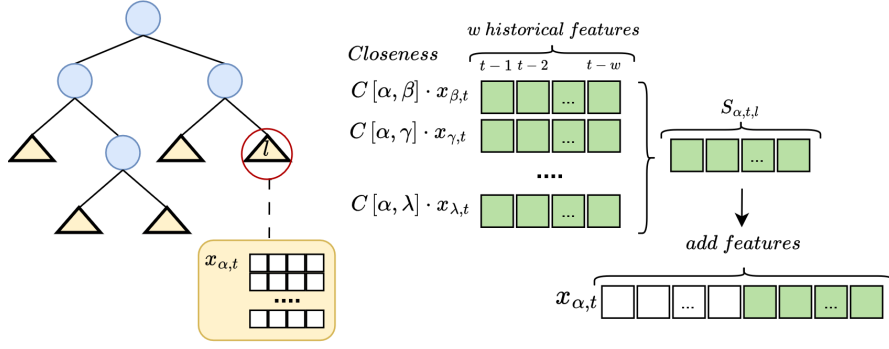 w historical features
Closeness
t − 1 t − 2 t − w
C [α, β] · x_{β,t}
...
C [α, γ] · x_{γ,t}
...
....
C [α, λ] · x_{λ,t}
...
S_{α,t,l}
...
add features
x_{α,t}
... ...
l
x_{α,t}
....